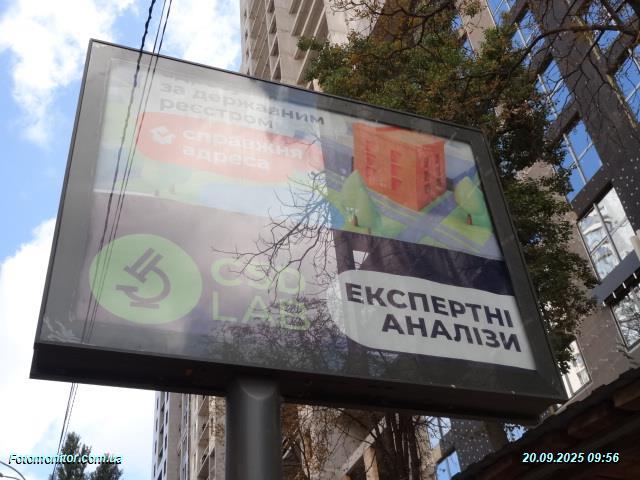 за державним
реєстром
справжня
адреса
CSD
LAB
ЕКСПЕРТНІ
АНАЛІЗИ
Fotomonitor.com.ua
20.09.2025 09:56